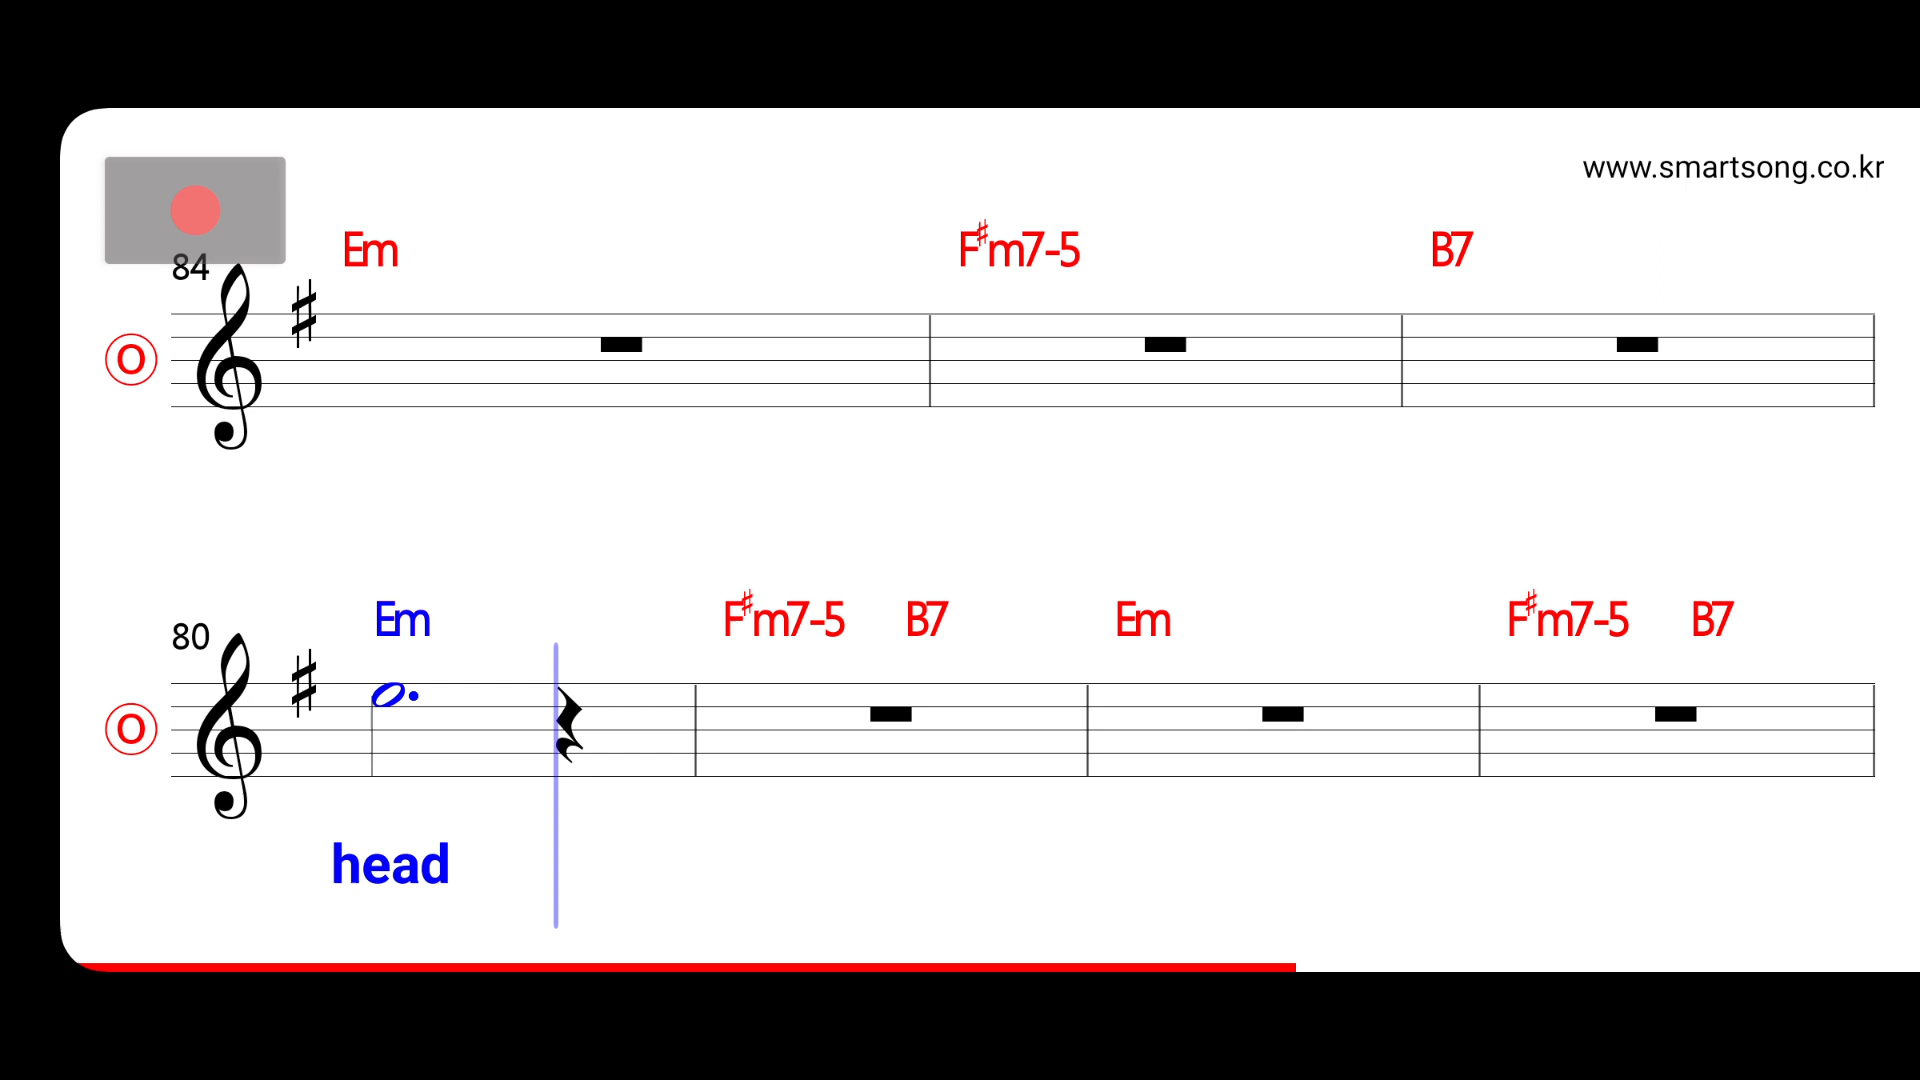 www.smartsong.co.kr
Em F♯m7-5 B7
84
O
Em F♯m7-5 B7 Em F♯m7-5 B7
80
O
head